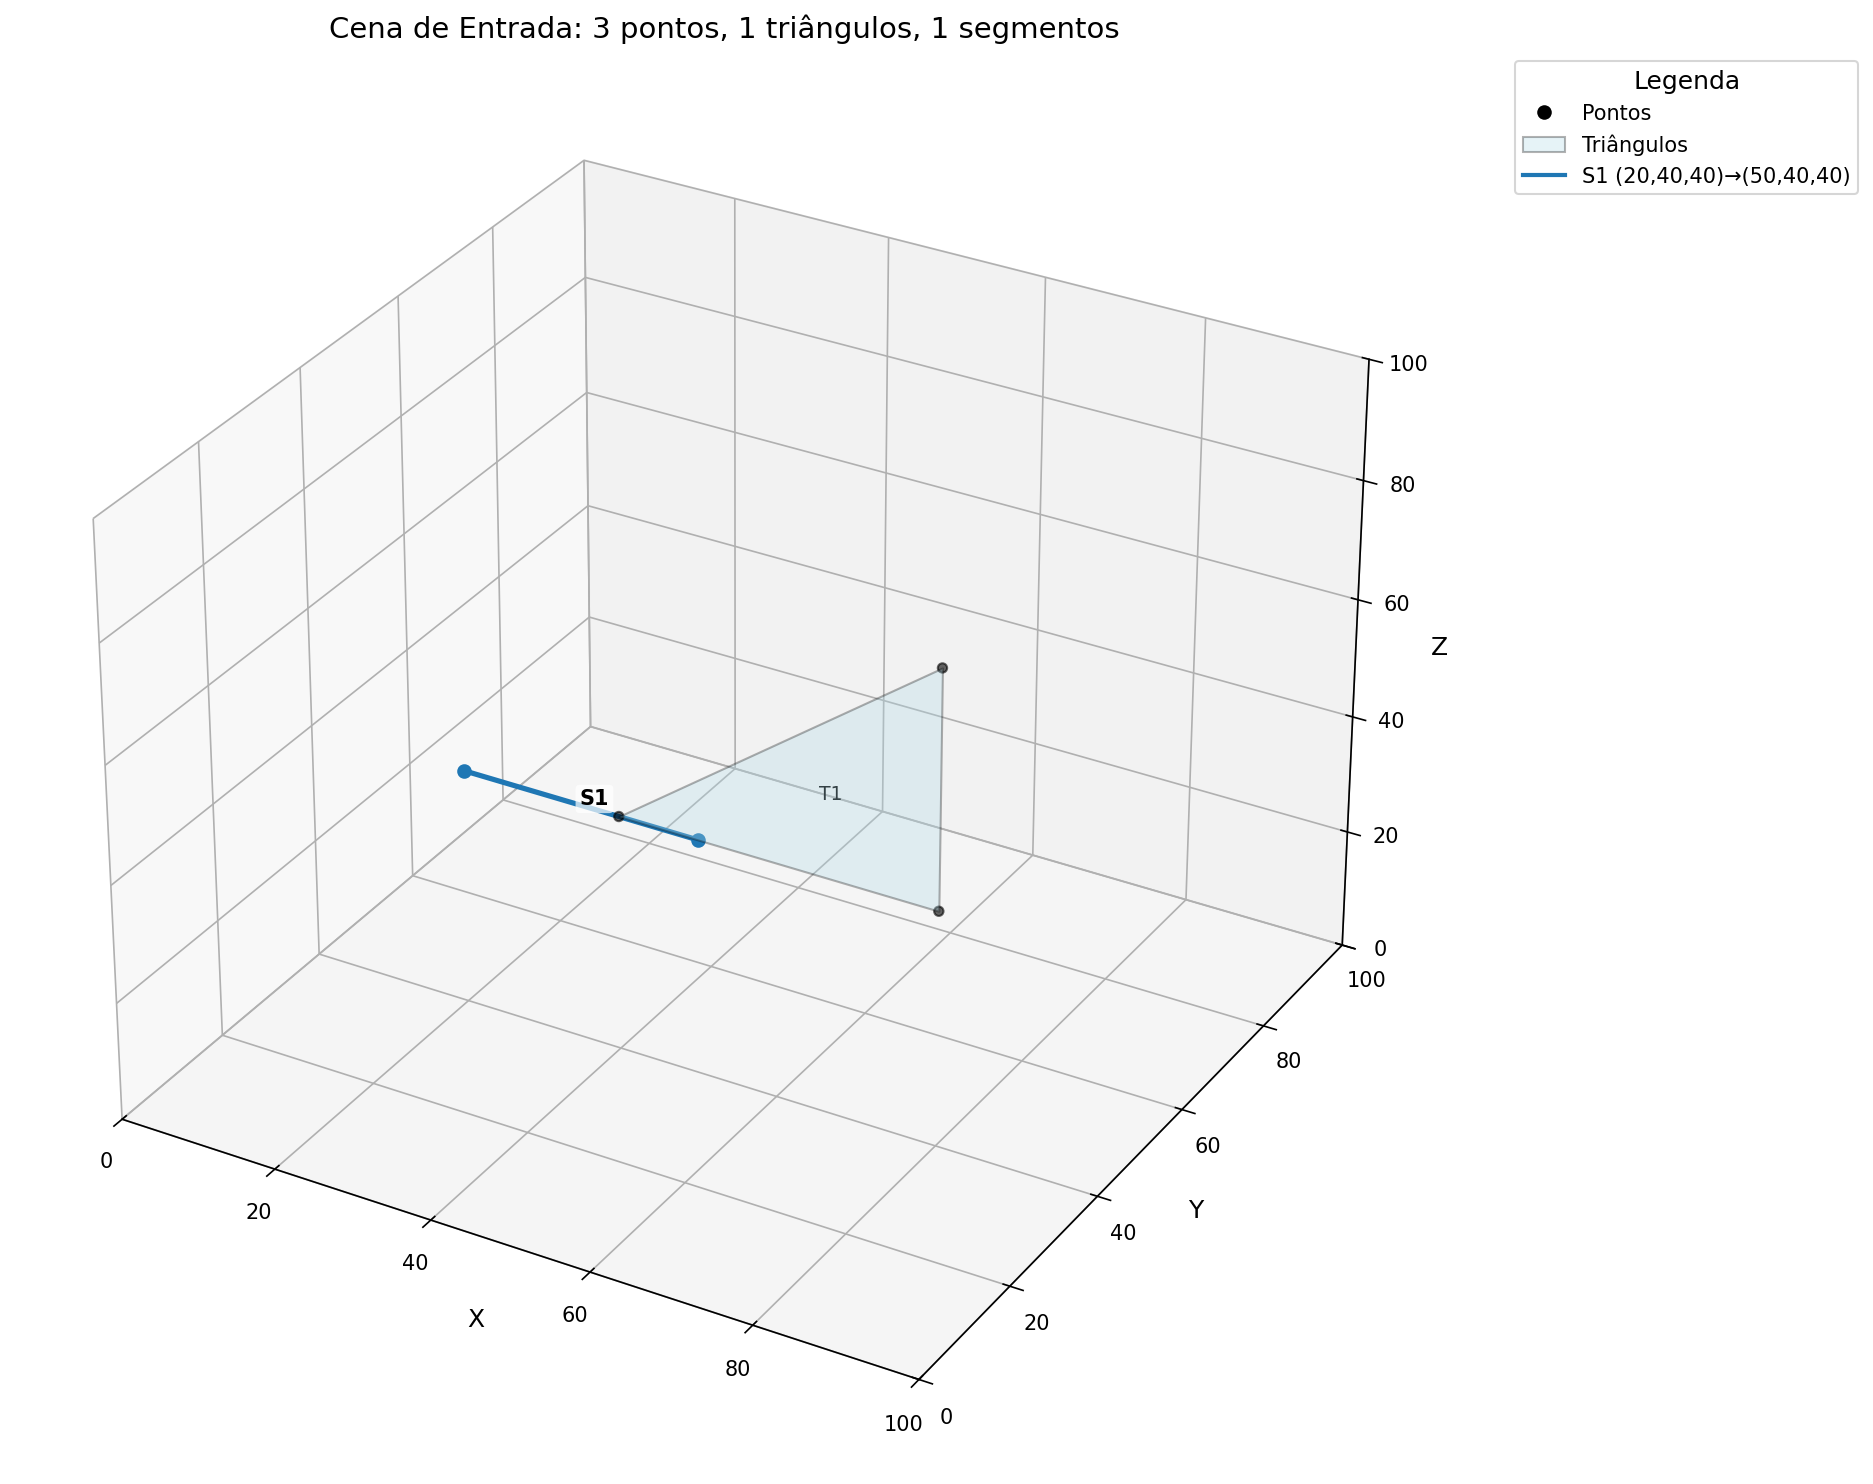 Cena de Entrada: 3 pontos, 1 triângulos, 1 segmentos
Legenda
Pontos
Triângulos
S1 (20,40,40)→(50,40,40)
100
80
60
Z
40
20
0
S1
T1
100
80
60
40
20
0
Y
0
20
40
60
80
100
X